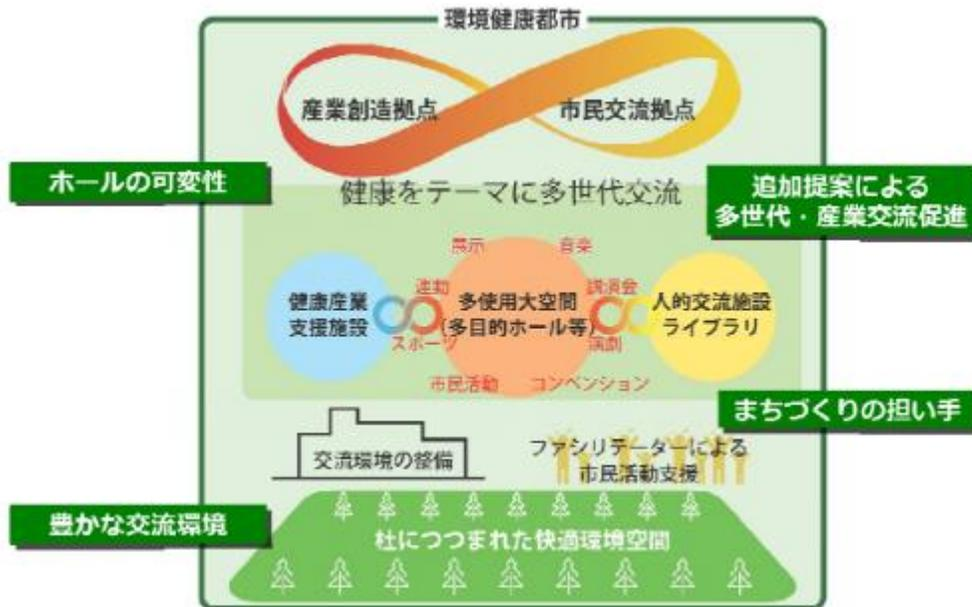 環境健康都市
産業創造拠点
市民交流拠点
ホールの可変性
健康をテーマに多世代交流
追加提案による
多世代・産業交流促進
展示
音楽
運動
講演会
健康産業
支援施設
多使用大空間
(多目的ホール等)
人的交流施設
ライブラリ
スポーツ
演劇
市民活動
コンベンション
まちづくりの担い手
交流環境の整備
ファシリテーターによる
市民活動支援
豊かな交流環境
杜につつまれた快適環境空間